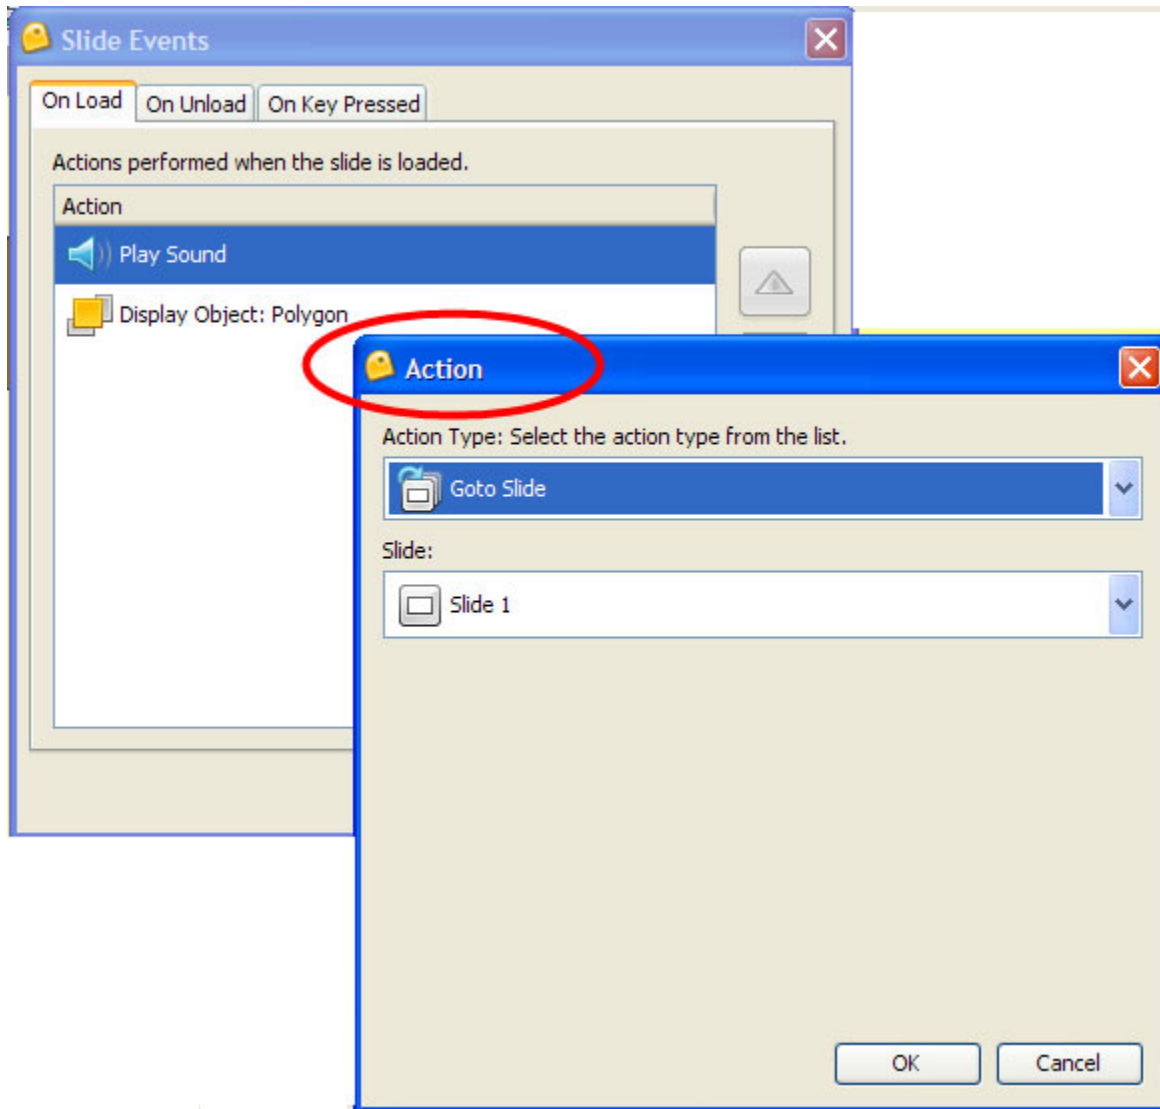 Slide Events
On Load On Unload On Key Pressed
Actions performed when the slide is loaded.
Action
Play Sound
Display Object: Polygon
Action
Action Type: Select the action type from the list.
Goto Slide
Slide:
Slide 1
OK Cancel